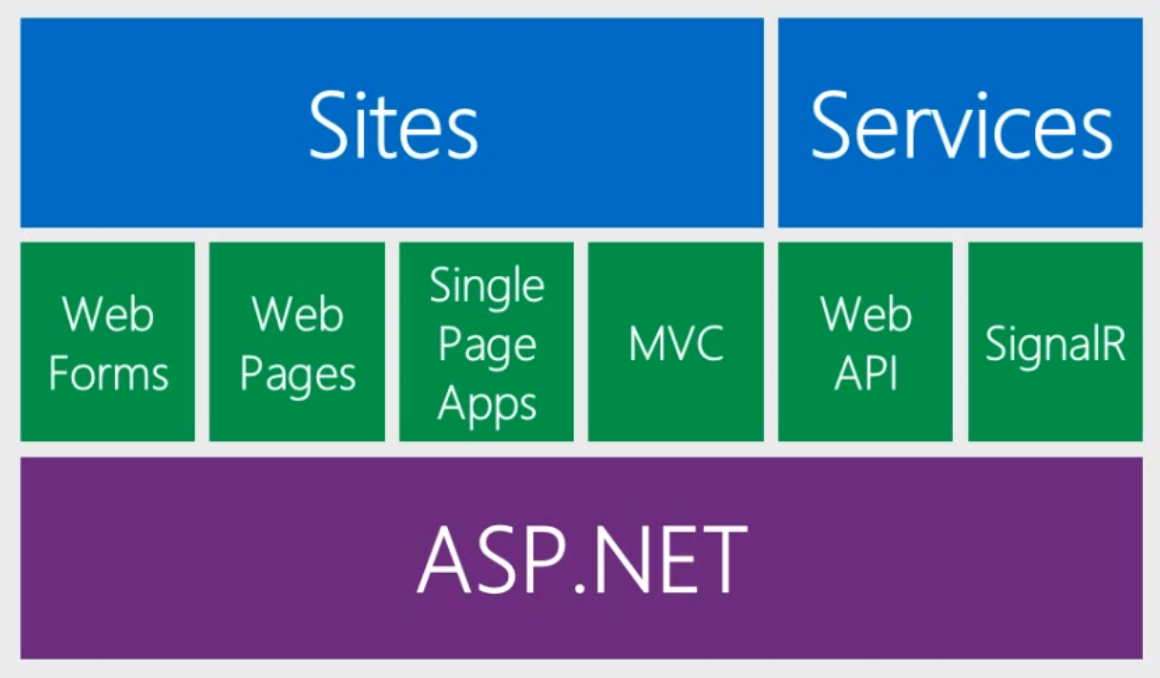 Sites
Services
Web
Forms
Web
Pages
Single
Page
Apps
MVC
Web
API
SignalR
ASP.NET